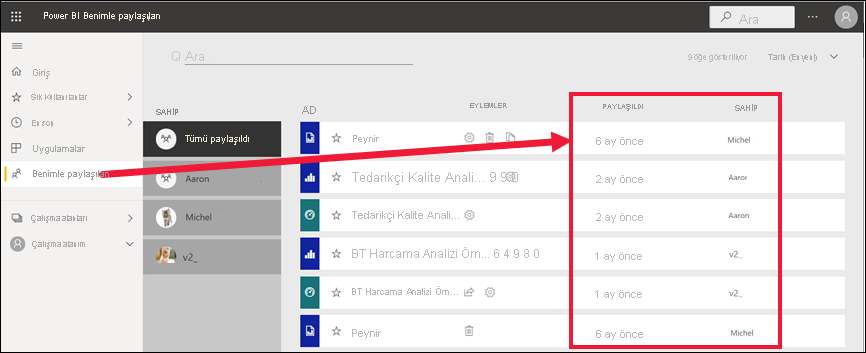 Power BI Benimle paylaşılan
Ara
Giriş
Sık Kullanılanlar
En son
Uygulamalar
Benimle paylaşılan
Çalışma alanları
Çalışma alanım
Ara
9 öğe gösteriliyor
Tarih (En yeni)
SAHİP
Tümü paylaşıldı
Aaron
Michel
v2_
AD EYLEMLER PAYLAŞILDI SAHİP
Peynir 6 ay önce Michel
Tedarikçi Kalite Anali... 9 9 0 2 ay önce Aaror
Tedarikçi Kalite Anali... 2 ay önce Aaron
BT Harcama Analizi Örn... 6 4 9 8 0 1 ay önce v2_
BT Harcama Analizi Örn... 1 ay önce v2_
Peynir 6 ay önce Michel